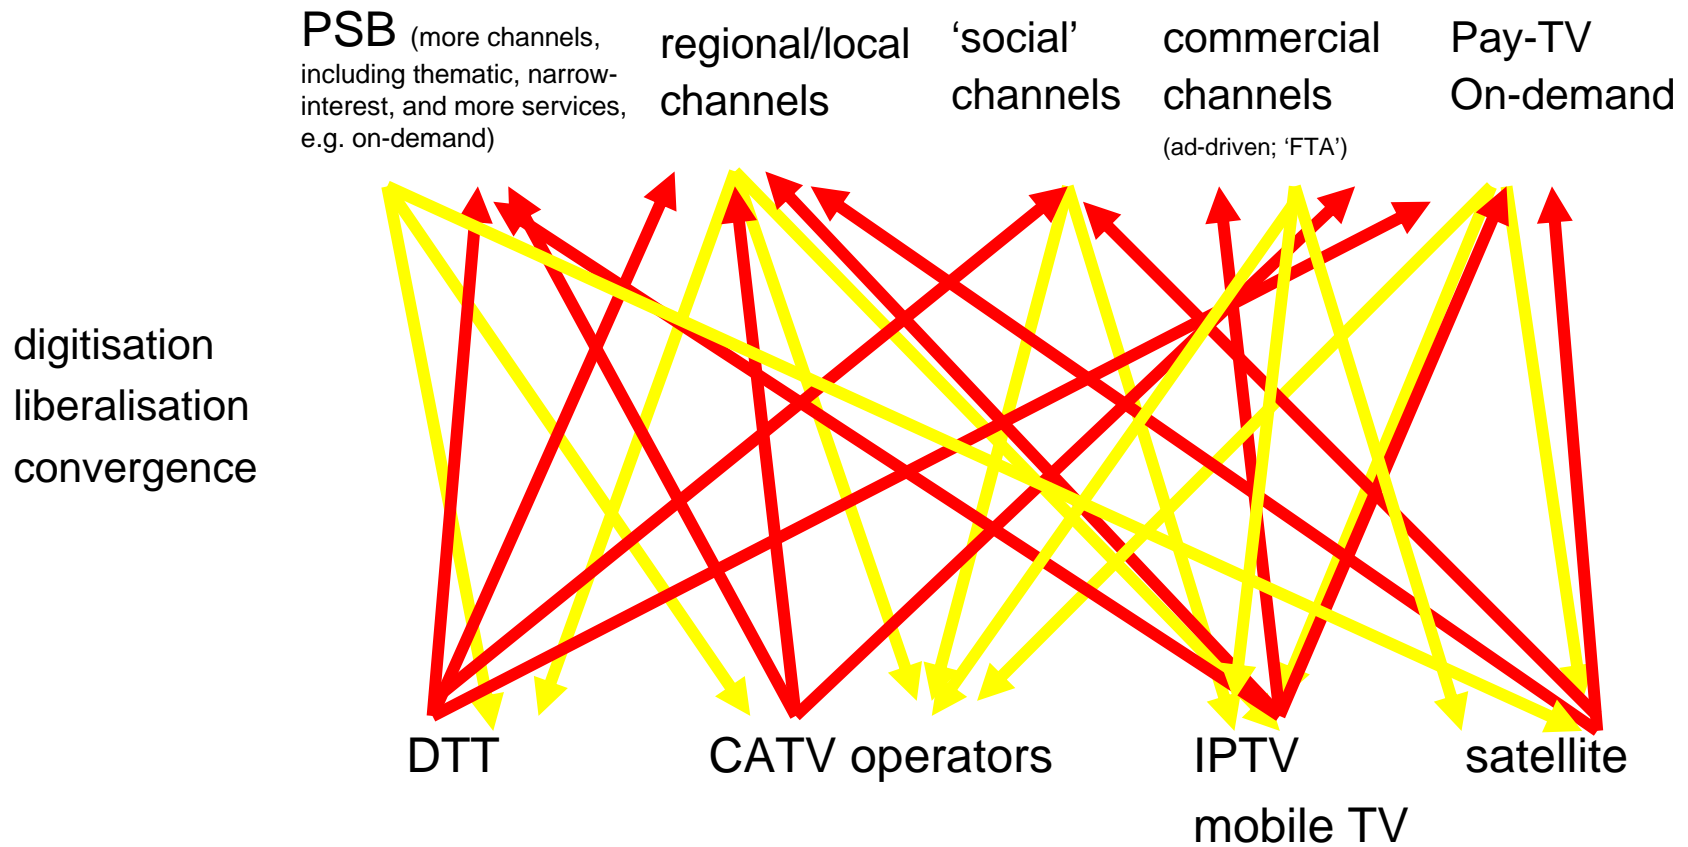 PSB (more channels,
including thematic, narrow-
interest, and more services,
e.g. on-demand)
regional/local
channels
‘social’
channels
commercial
channels
(ad-driven; ‘FTA’)
Pay-TV
On-demand
digitisation
liberalisation
convergence
DTT
CATV operators
IPTV
mobile TV
satellite